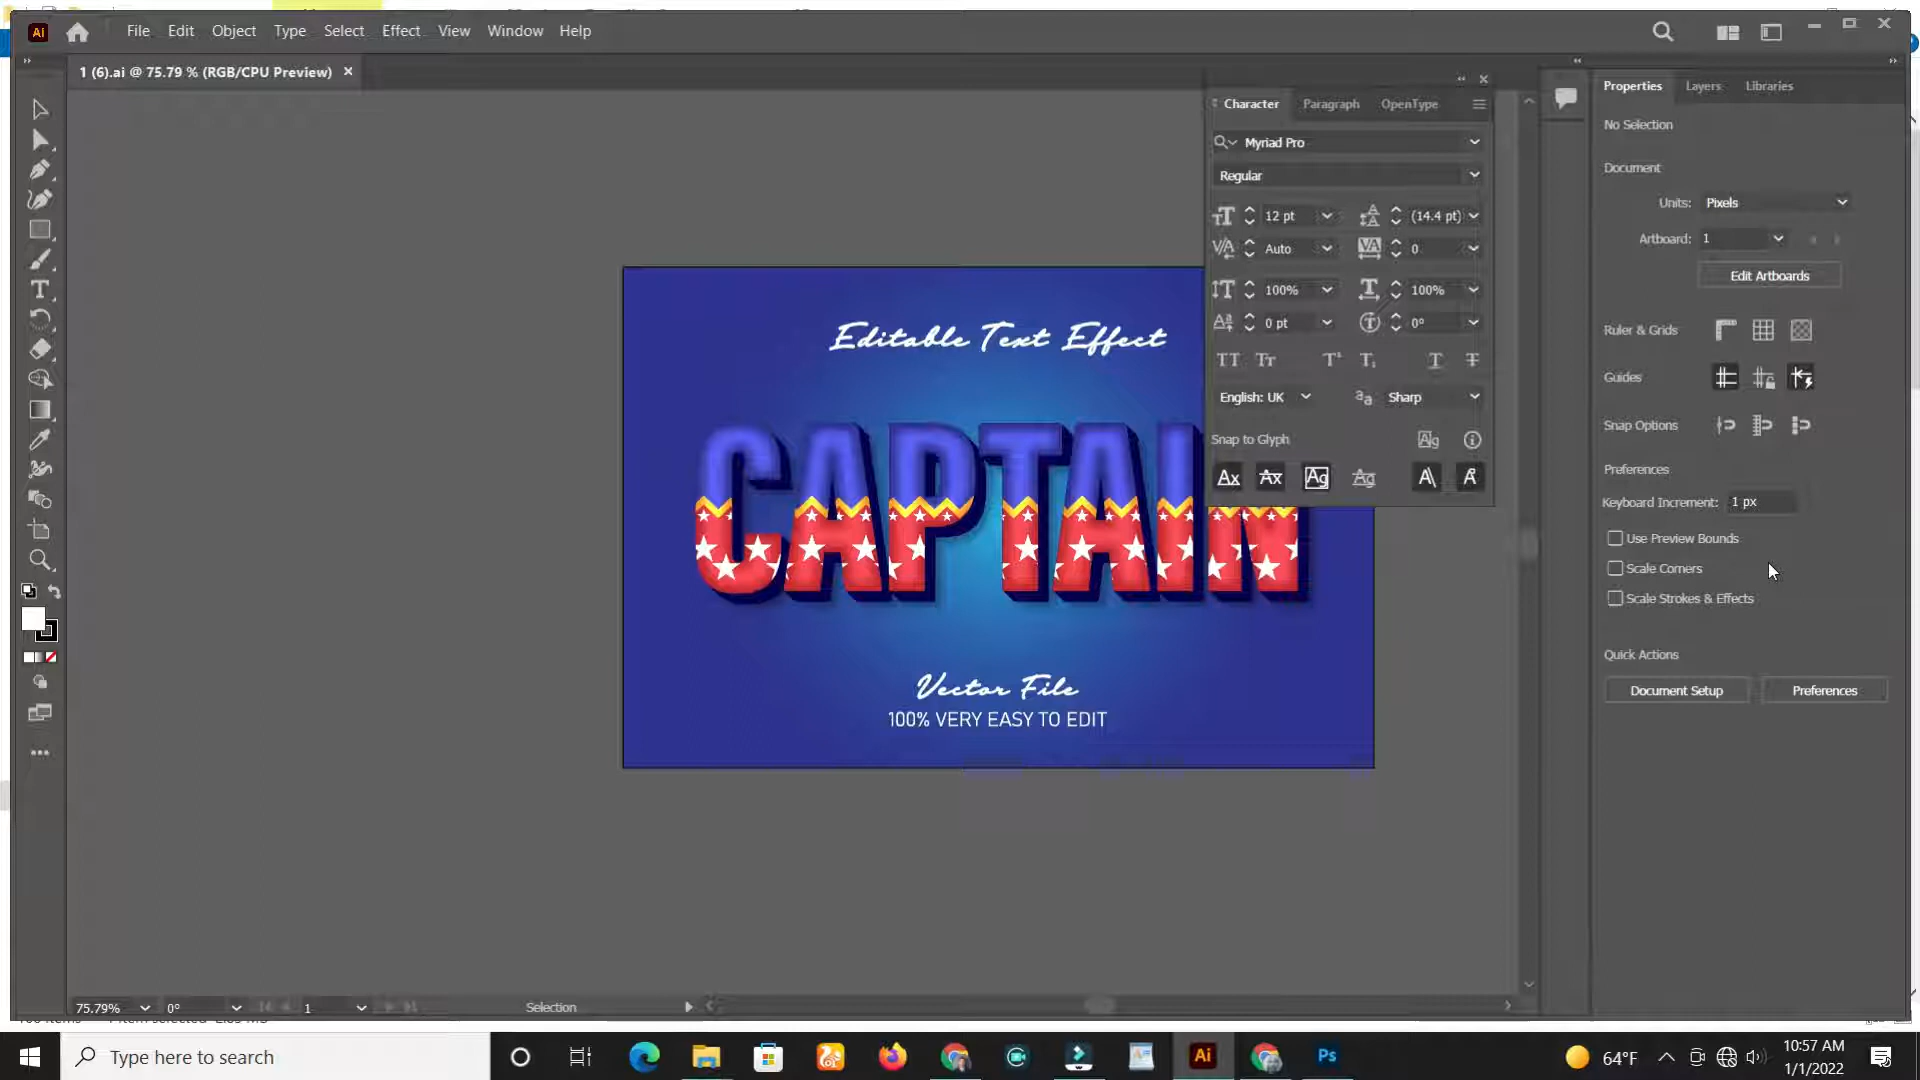 Ai File Edit Object Type Select Effect View Window Help
1 (6).ai @ 75.79 % (RGB/CPU Preview) ×
Character Paragraph OpenType
Myriad Pro
Regular
12 pt (14.4 pt)
Auto 0
100% 100%
0 pt 0°
English: UK Sharp
Snap to Glyph
Properties Layers Libraries
No Selection
Document
Units: Pixels
Artboard: 1
Edit Artboards
Ruler & Grids
Guides
Snap Options
Preferences
Keyboard Increment: 1 px
Use Preview Bounds
Scale Corners
Scale Strokes & Effects
Quick Actions
Document Setup Preferences
Editable Text Effect
CAPTAIN
Vector File
100% VERY EASY TO EDIT
75.79% 0° 1 Selection
Type here to search
Ai Ps
64°F
10:57 AM
1/1/2022